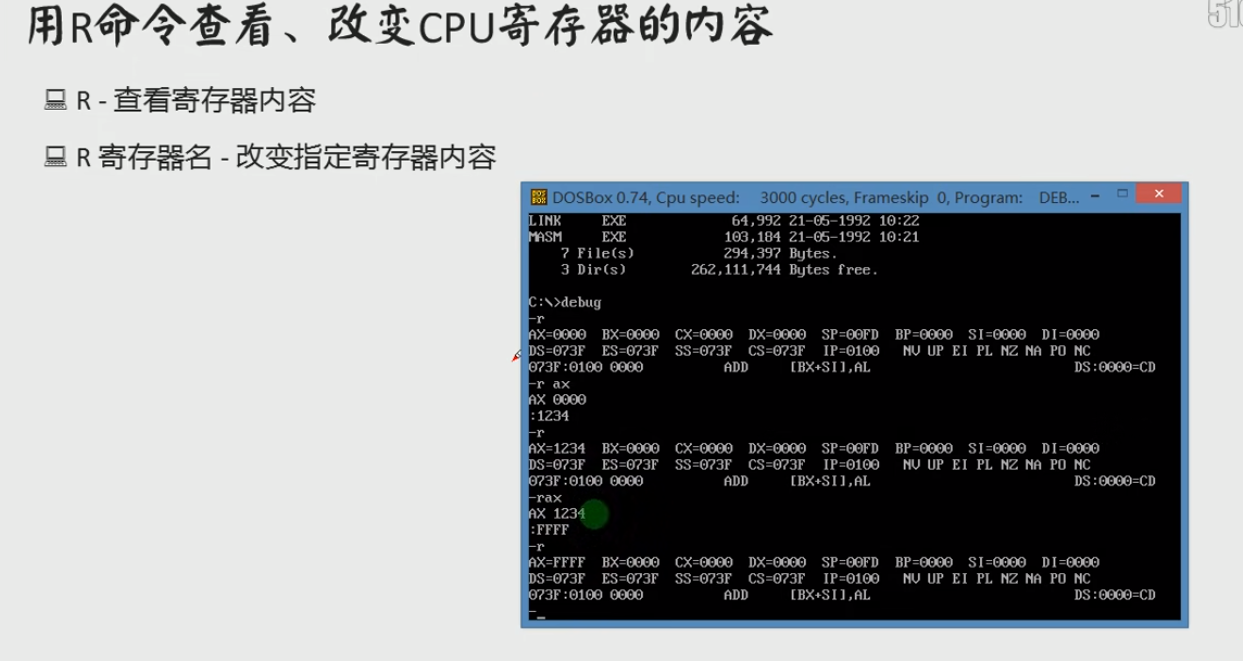 用R命令查看、改变CPU寄存器的内容
R - 查看寄存器内容
R 寄存器名 - 改变指定寄存器内容
DOSBox 0.74, Cpu speed: 3000 cycles, Frameskip 0, Program: DEB...
LINK EXE 64,992 21-05-1992 10:22
MASM EXE 103,184 21-05-1992 10:21
7 File(s) 294,397 Bytes.
3 Dir(s) 262,111,744 Bytes free.
C:\>debug
-r
AX=0000 BX=0000 CX=0000 DX=0000 SP=00FD BP=0000 SI=0000 DI=0000
DS=073F ES=073F SS=073F CS=073F IP=0100 NV UP EI PL NZ NA PO NC
073F:0100 0000 ADD [BX+SI],AL DS:0000=CD
-r ax
AX 0000
:1234
-r
AX=1234 BX=0000 CX=0000 DX=0000 SP=00FD BP=0000 SI=0000 DI=0000
DS=073F ES=073F SS=073F CS=073F IP=0100 NV UP EI PL NZ NA PO NC
073F:0100 0000 ADD [BX+SI],AL DS:0000=CD
-rax
AX 1234
:FFFF
-r
AX=FFFF BX=0000 CX=0000 DX=0000 SP=00FD BP=0000 SI=0000 DI=0000
DS=073F ES=073F SS=073F CS=073F IP=0100 NV UP EI PL NZ NA PO NC
073F:0100 0000 ADD [BX+SI],AL DS:0000=CD
-_